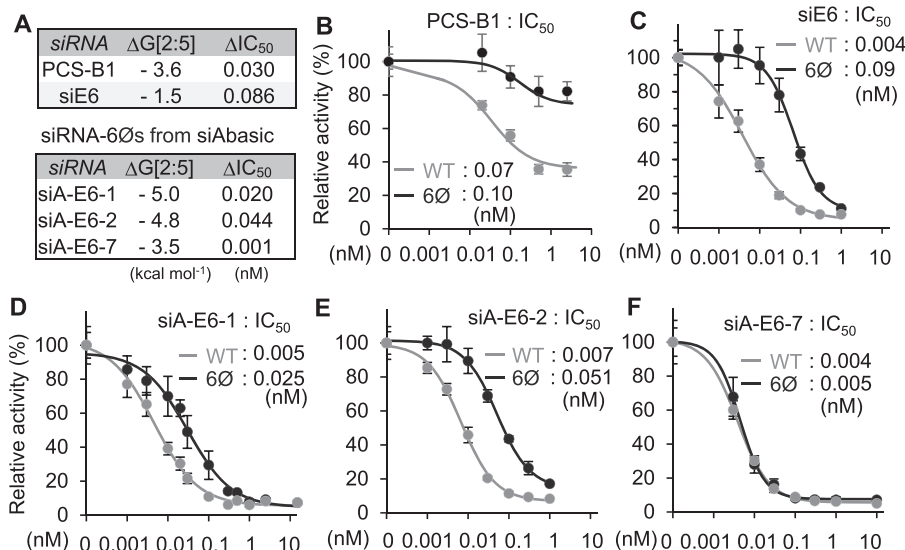 A
siRNA ΔG[2:5] ΔIC50
PCS-B1 - 3.6 0.030
siE6 - 1.5 0.086
siRNA-6Øs from siAbasic
siRNA ΔG[2:5] ΔIC50
siA-E6-1 - 5.0 0.020
siA-E6-2 - 4.8 0.044
siA-E6-7 - 3.5 0.001
(kcal mol-1) (nM)
B
PCS-B1 : IC50
Relative activity (%)
100
80
60
40
20
0
WT : 0.07
6Ø : 0.10
(nM)
(nM) 0 0.001 0.01 0.1 0 10
C
siE6 : IC50
WT : 0.004
6Ø : 0.09
(nM)
100
80
60
40
20
0
0 0.001 0.01 0.1 0 10
D
siA-E6-1 : IC50
WT : 0.005
6Ø : 0.025
(nM)
Relative activity (%)
100
80
60
40
20
0
(nM) 0 0.001 0.01 0.1 0 10
E
siA-E6-2 : IC50
WT : 0.007
6Ø : 0.051
(nM)
100
80
60
40
20
0
(nM) 0 0.001 0.01 0.1 0 10
F
siA-E6-7 : IC50
WT : 0.004
6Ø : 0.005
(nM)
100
80
60
40
20
0
(nM) 0 0.001 0.01 0.1 0 10